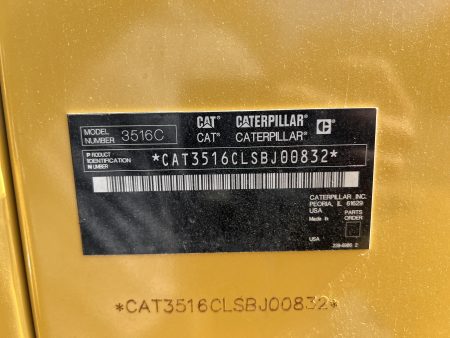 MODEL NUMBER 3516C
CAT® CATERPILLAR®
CAT® CATERPILLAR®
PRODUCT IDENTIFICATION NUMBER
*CAT3516CLSBJ00832*
CATERPILLAR INC.
PEORIA, IL 61629
USA
Made in
USA
PARTS ORDER
*CAT3516CLSBJ00832*